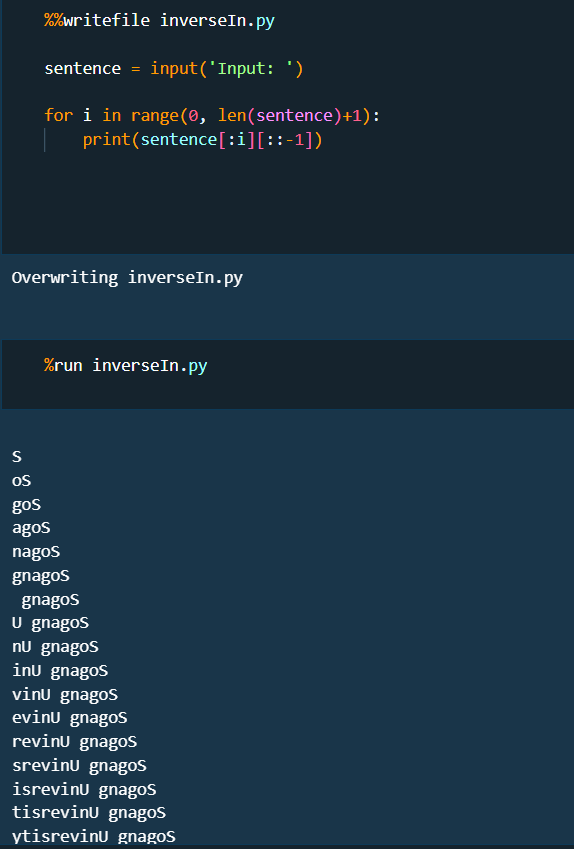 %%writefile inverseIn.py
sentence = input('Input: ')
for i in range(0, len(sentence)+1):
    print(sentence[:i][::-1])
Overwriting inverseIn.py
%run inverseIn.py
S
oS
goS
agoS
nagoS
gnagoS
 gnagoS
U gnagoS
nU gnagoS
inU gnagoS
vinU gnagoS
evinU gnagoS
revinU gnagoS
srevinU gnagoS
isrevinU gnagoS
tisrevinU gnagoS
ytisrevinU gnagoS